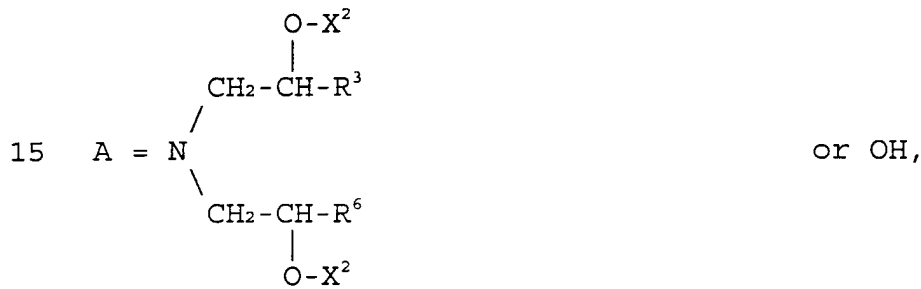 O-X²
CH₂-CH-R³
15 A = N or OH,
CH₂-CH-R⁶
O-X²